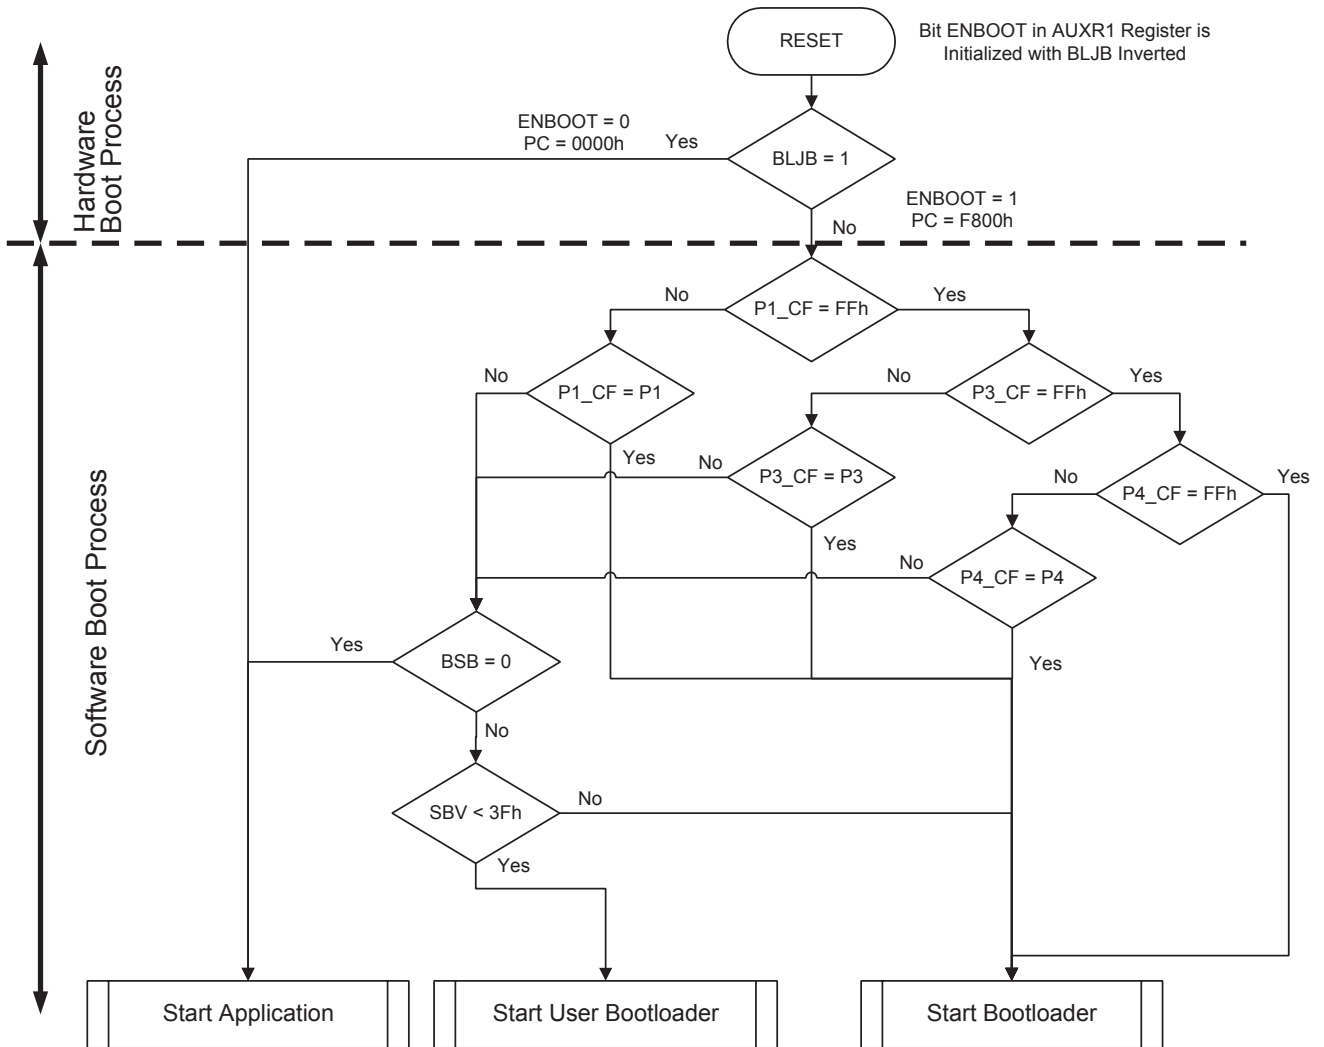 RESET
Bit ENBOOT in AUXR1 Register is
Initialized with BLJB Inverted
Hardware
Boot Process
ENBOOT = 0
PC = 0000h
Yes
BLJB = 1
ENBOOT = 1
PC = F800h
No
No
P1_CF = FFh
Yes
No
P1_CF = P1
No
P3_CF = FFh
Yes
Yes
No
P3_CF = P3
No
P4_CF = FFh
Yes
Yes
No
P4_CF = P4
Software Boot Process
Yes
BSB = 0
Yes
No
SBV < 3Fh
No
Yes
Start Application
Start User Bootloader
Start Bootloader